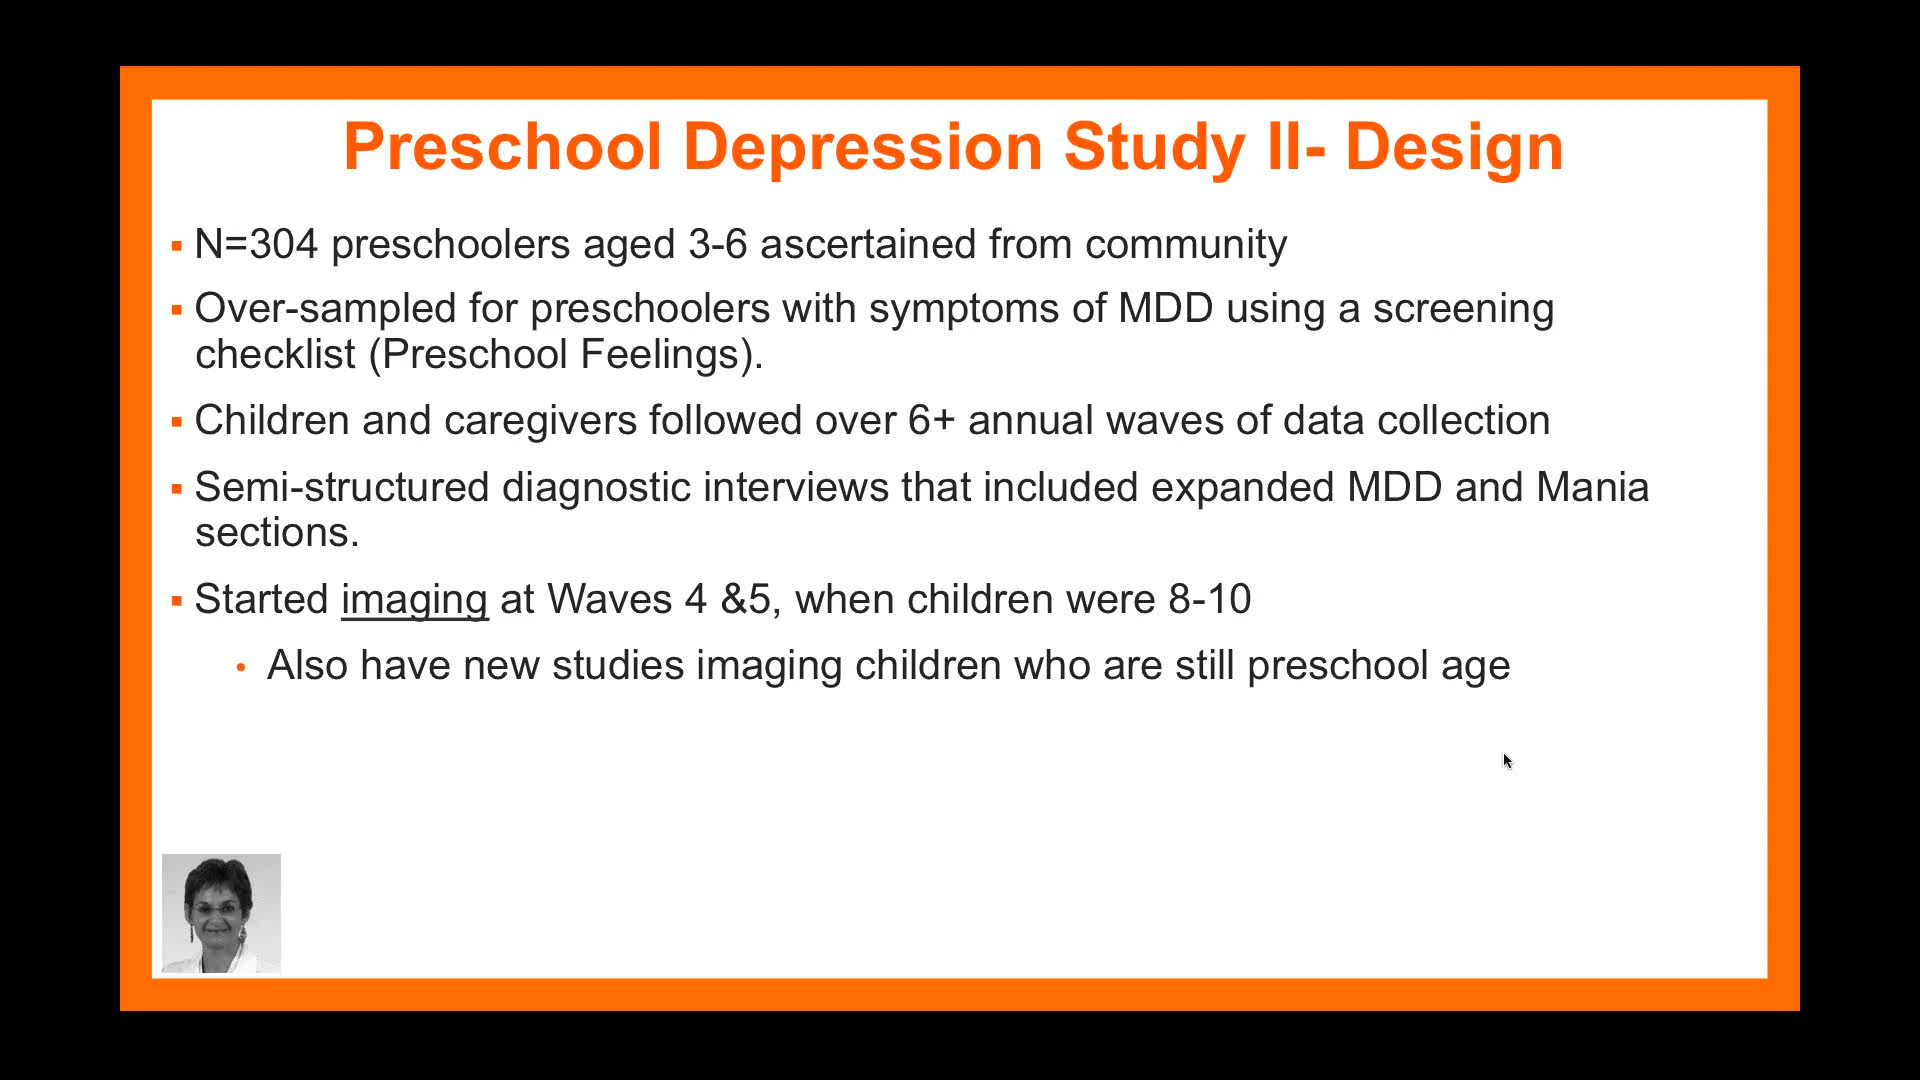 Preschool Depression Study II- Design
▪ N=304 preschoolers aged 3-6 ascertained from community
▪ Over-sampled for preschoolers with symptoms of MDD using a screening
checklist (Preschool Feelings).
▪ Children and caregivers followed over 6+ annual waves of data collection
▪ Semi-structured diagnostic interviews that included expanded MDD and Mania
sections.
▪ Started imaging at Waves 4 &5, when children were 8-10
• Also have new studies imaging children who are still preschool age